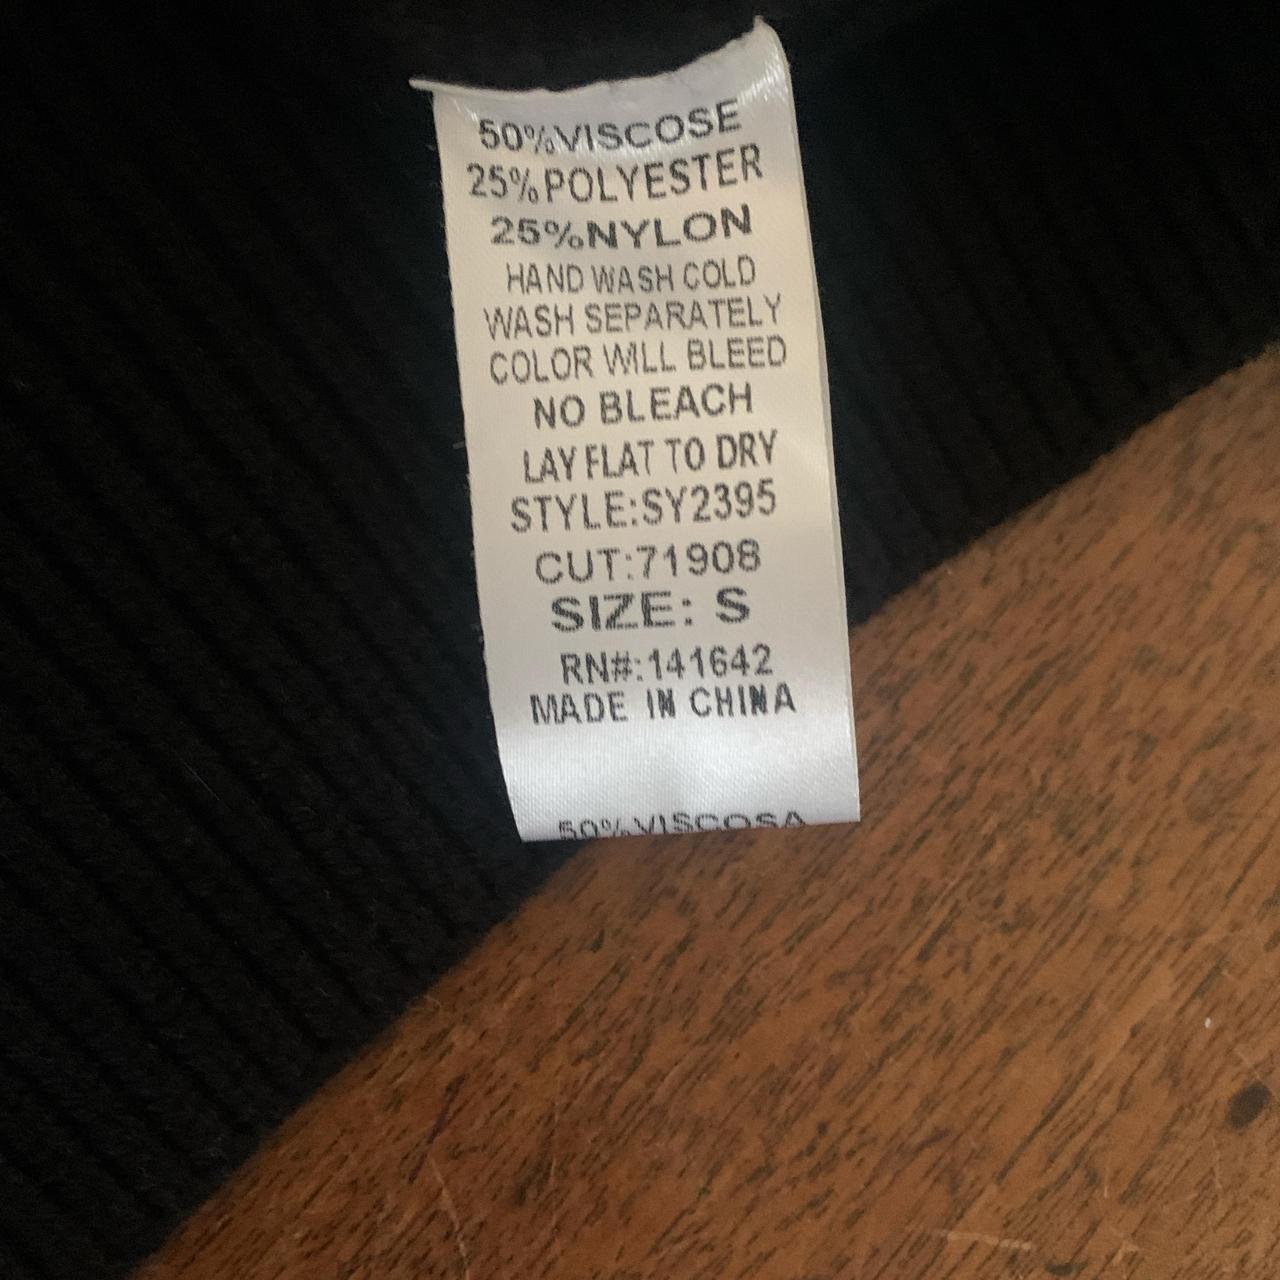 50%VISCOSE
25%POLYESTER
25%NYLON
HAND WASH COLD
WASH SEPARATELY
COLOR WILL BLEED
NO BLEACH
LAY FLAT TO DRY
STYLE:SY2395
CUT:71908
SIZE: S
RN#:141642
MADE IN CHINA
50%VISCOSA